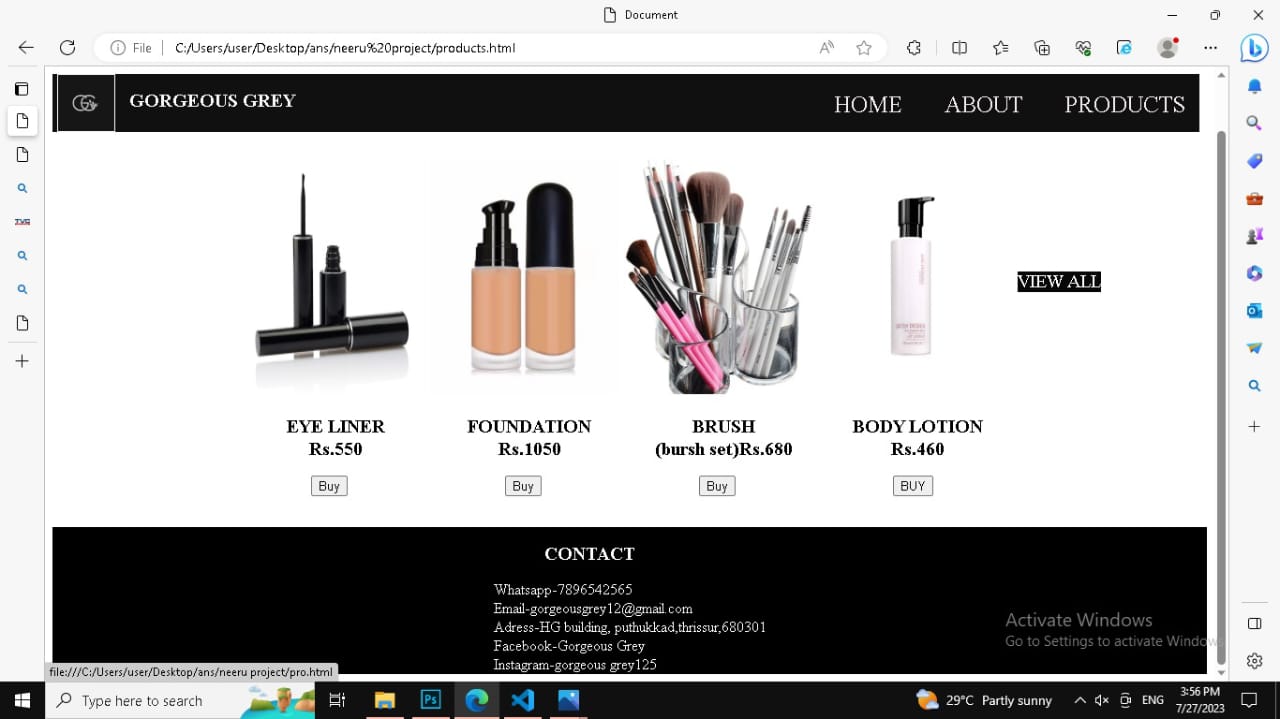 Document
File
C:/Users/user/Desktop/ans/neeru%20project/products.html
GORGEOUS GREY
HOME ABOUT PRODUCTS
VIEW ALL
EYE LINER
Rs.550
Buy
FOUNDATION
Rs.1050
Buy
BRUSH
(bursh set)Rs.680
Buy
BODY LOTION
Rs.460
BUY
CONTACT
Whatsapp-7896542565
Email-gorgeousgrey12@gmail.com
Adress-HG building, puthukkad,thrissur,680301
Facebook-Gorgeous Grey
Instagram-gorgeous grey125
Activate Windows
Go to Settings to activate Windows
file:///C:/Users/user/Desktop/ans/neeru project/pro.html
Type here to search
Ps
29°C Partly sunny
ENG
3:56 PM
7/27/2023